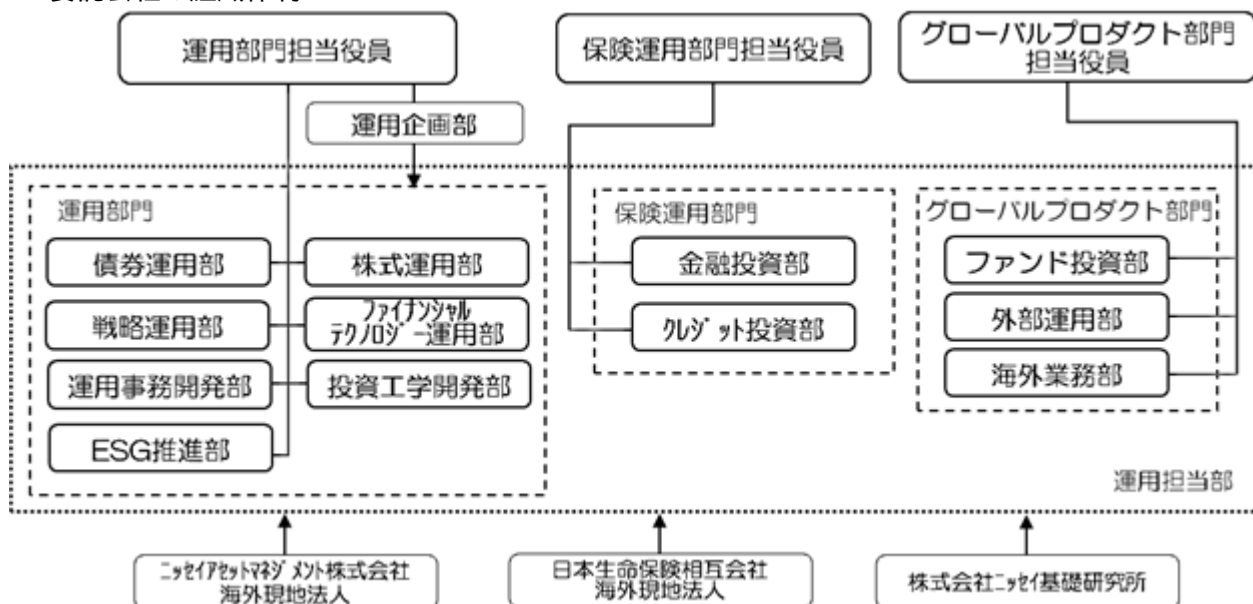 運用部門担当役員
保険運用部門担当役員
グローバルプロダクト部門
担当役員
運用企画部
運用部門
債券運用部
株式運用部
戦略運用部
ファイナンシャル
テクノロジー運用部
運用事務開発部
投資工学開発部
ESG推進部
保険運用部門
金融投資部
クレジット投資部
グローバルプロダクト部門
ファンド投資部
外部運用部
海外業務部
運用担当部
ニッセイアセットマネジメント株式会社
海外現地法人
日本生命保険相互会社
海外現地法人
株式会社ニッセイ基礎研究所